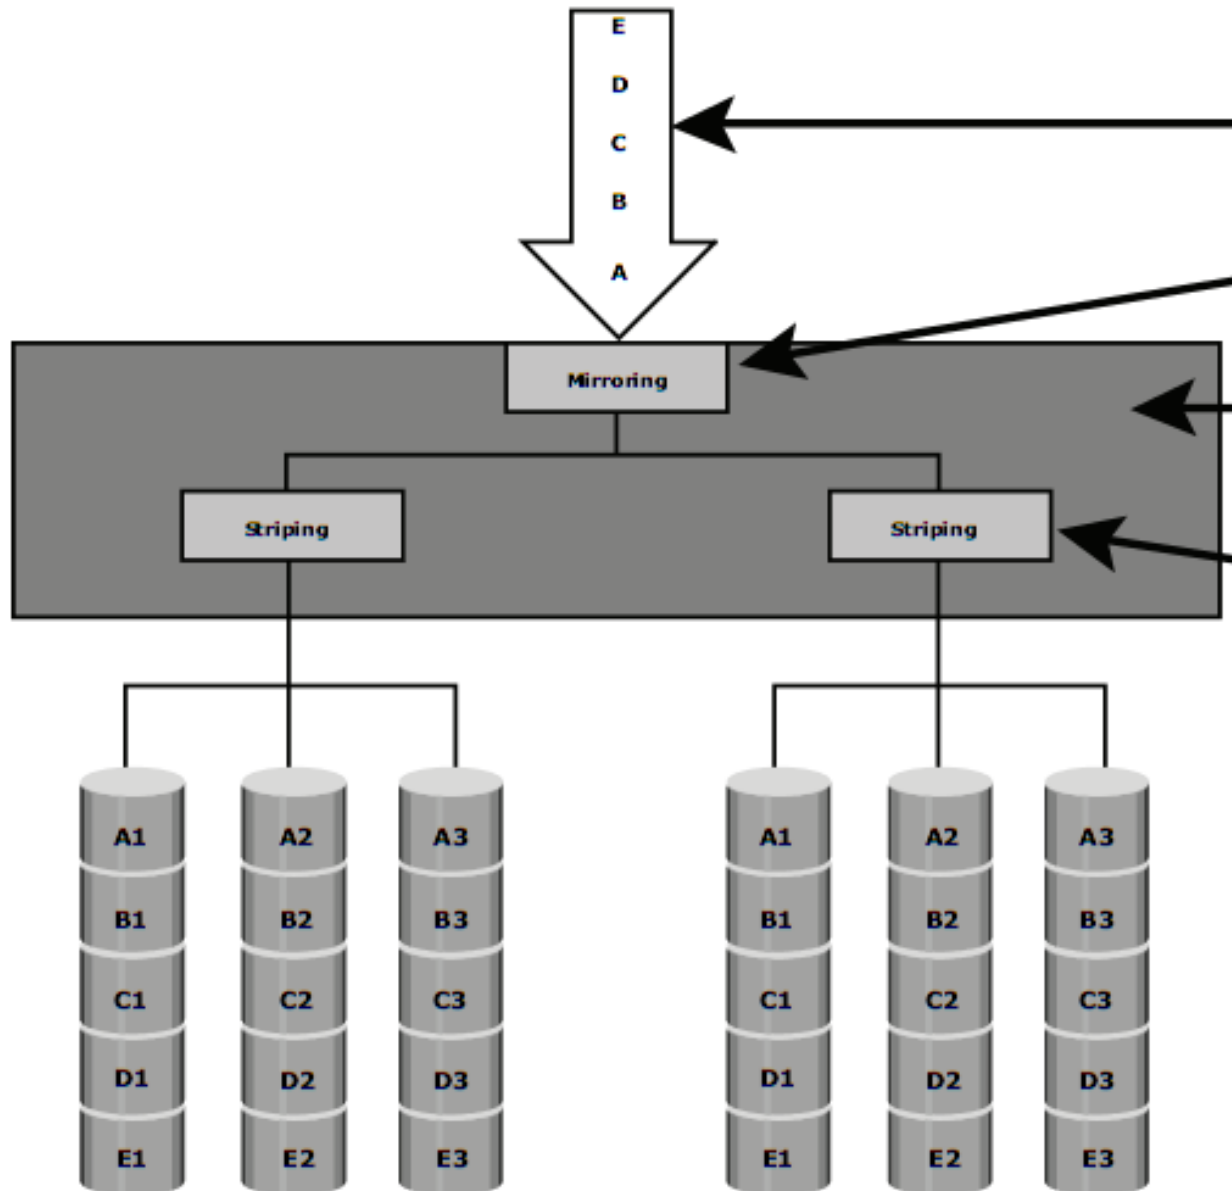 E
D
C
B
A
Mirroring
Striping Striping
A1 A2 A3 A1 A2 A3
B1 B2 B3 B1 B2 B3
C1 C2 C3 C1 C2 C3
D1 D2 D3 D1 D2 D3
E1 E2 E3 E1 E2 E3